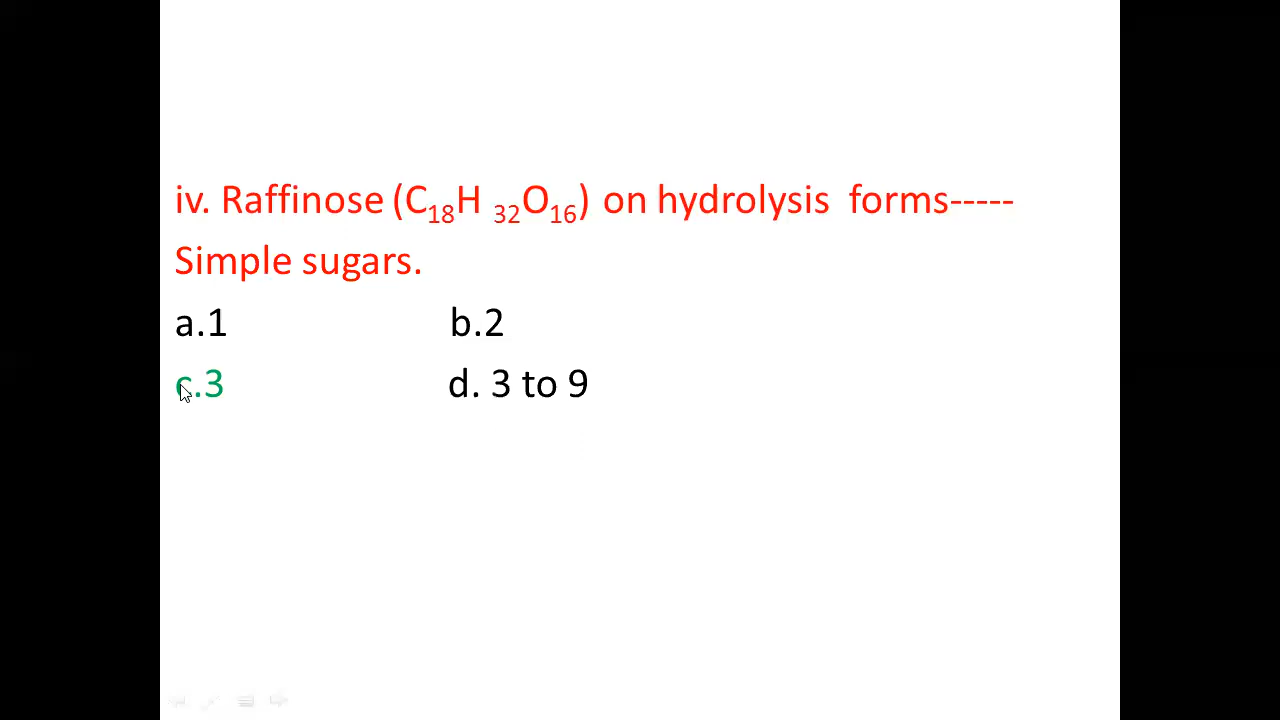 iv. Raffinose (C₁₈H ₃₂O₁₆) on hydrolysis  forms-----
Simple sugars.
a.1 b.2
c.3 d. 3 to 9